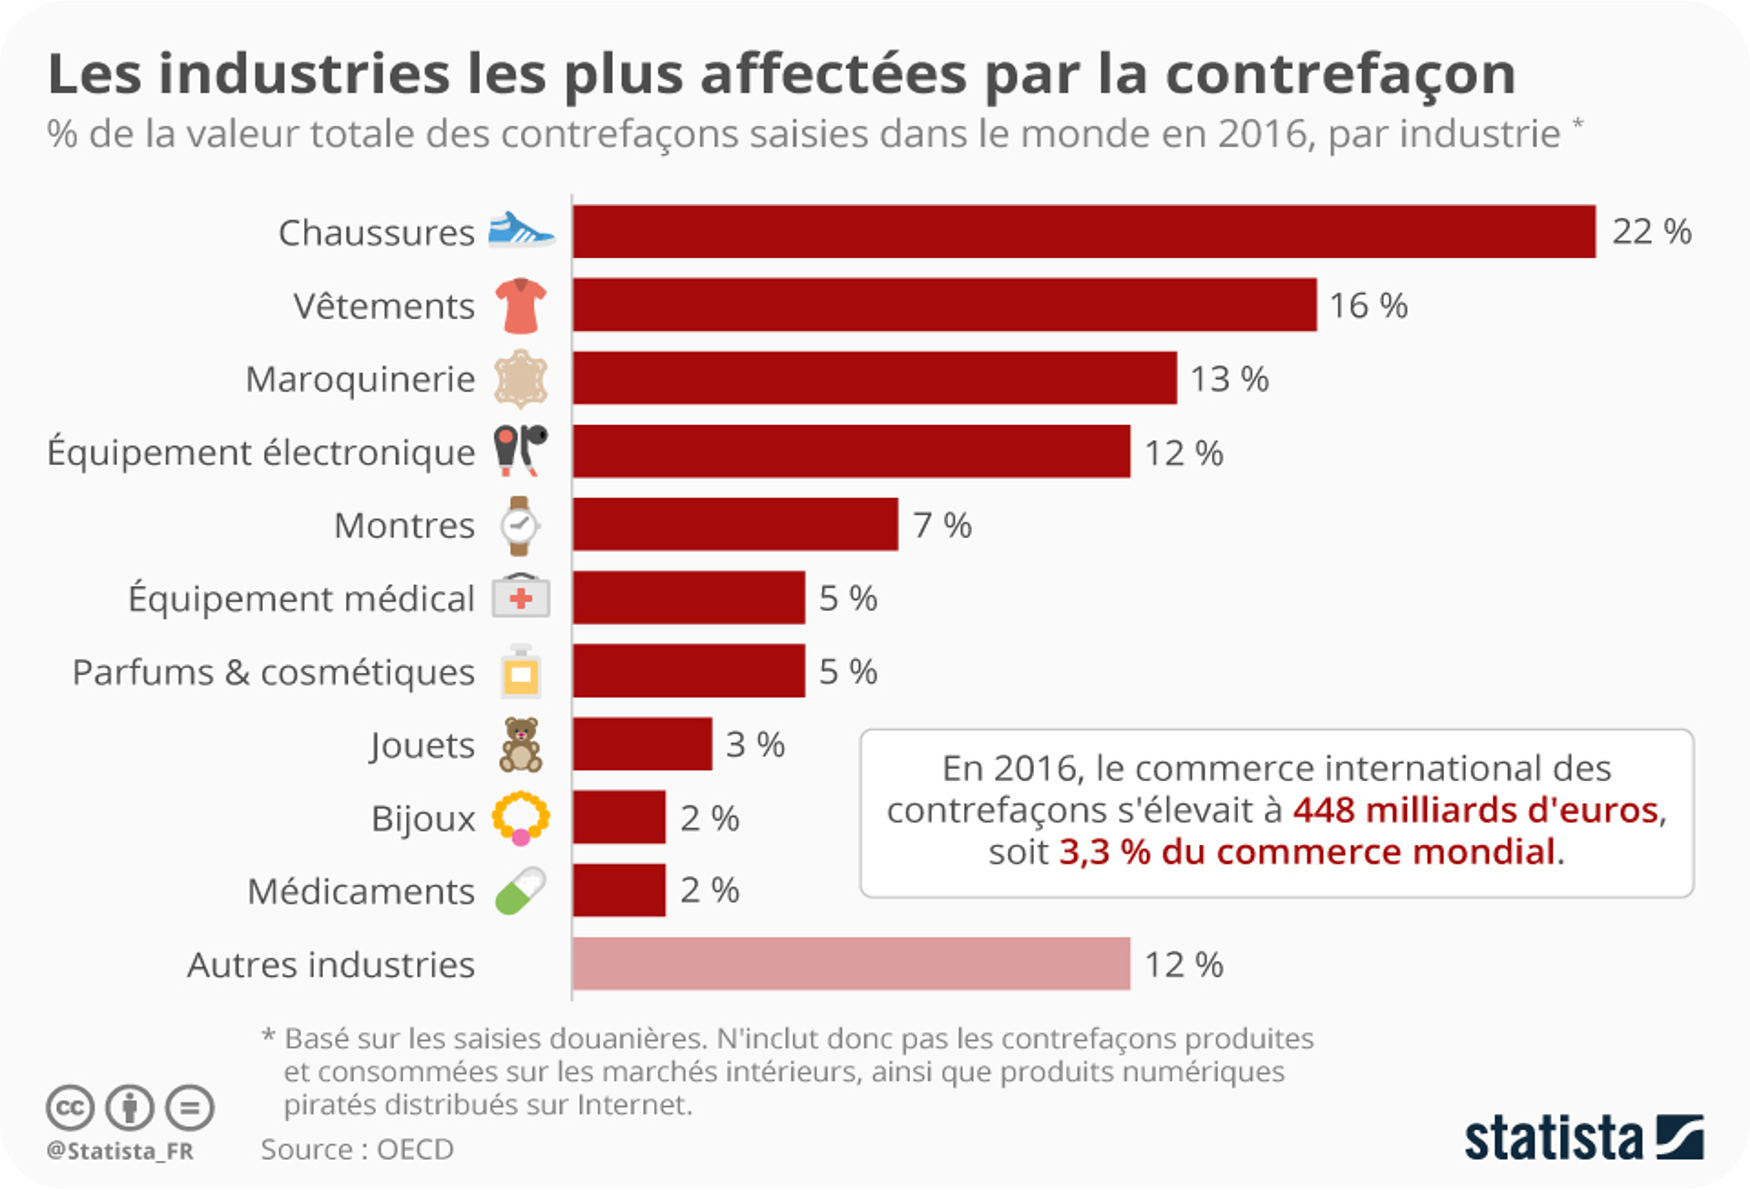 Les industries les plus affectées par la contrefaçon
% de la valeur totale des contrefaçons saisies dans le monde en 2016, par industrie *
Chaussures 22 %
Vêtements 16 %
Maroquinerie 13 %
Équipement électronique 12 %
Montres 7 %
Équipement médical 5 %
Parfums & cosmétiques 5 %
Jouets 3 %
Bijoux 2 %
Médicaments 2 %
Autres industries 12 %
En 2016, le commerce international des
contrefaçons s'élevait à 448 milliards d'euros,
soit 3,3 % du commerce mondial.
* Basé sur les saisies douanières. N'inclut donc pas les contrefaçons produites
et consommées sur les marchés intérieurs, ainsi que produits numériques
piratés distribués sur Internet.
cc
@Statista_FR
Source : OECD
statista